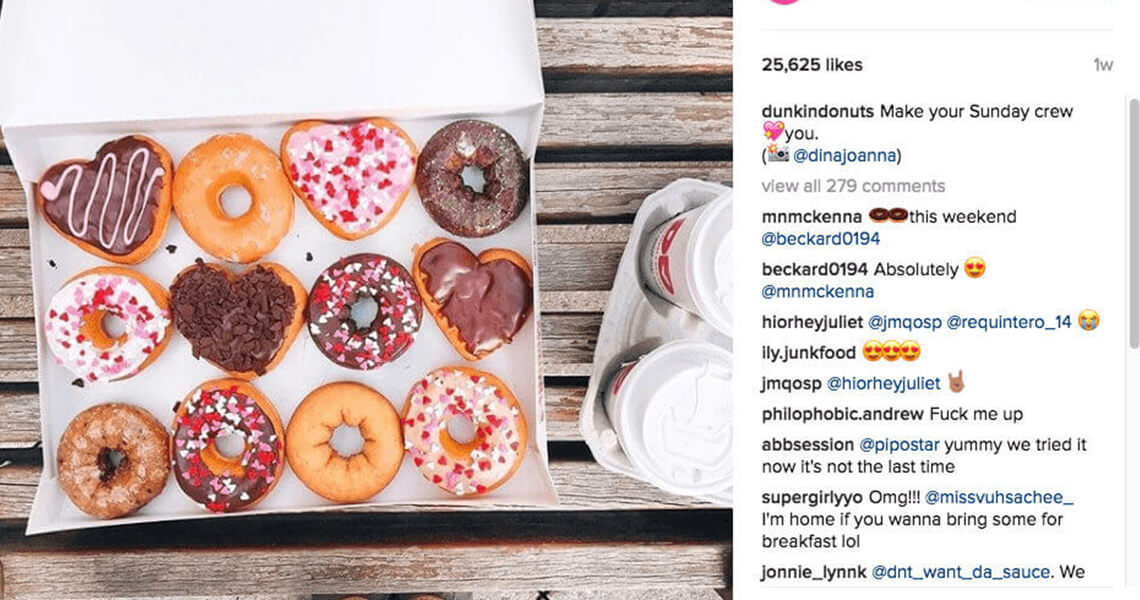 25,625 likes 1w
dunkindonuts Make your Sunday crew
💘you.
(📸 @dinajoanna)
view all 279 comments
mnmckenna 🍩🍩this weekend
@beckard0194
beckard0194 Absolutely 😍
@mnmckenna
hiorheyjuliet @jmqosp @requintero_14 😭
ily.junkfood 😍😍😍
jmqosp @hiorheyjuliet 🤘🏽
philophobic.andrew Fuck me up
abbsession @pipostar yummy we tried it
now it's not the last time
supergirlyyo Omg!!! @missvuhsachee_
I'm home if you wanna bring some for
breakfast lol
jonnie_lynnk @dnt_want_da_sauce. We